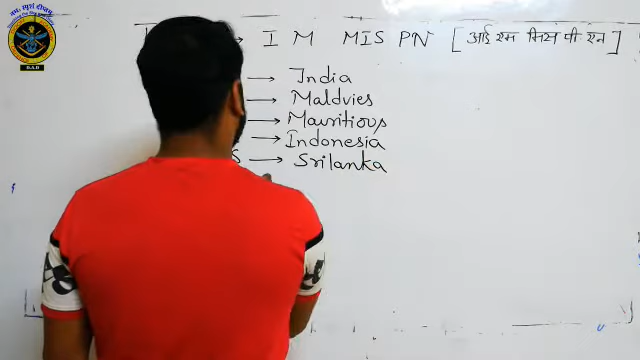 → I M MIS PN [आई एम मिस पी एन]
→ India
→ Maldvies
→ Mauritious
→ Indonesia
S → Srilanka